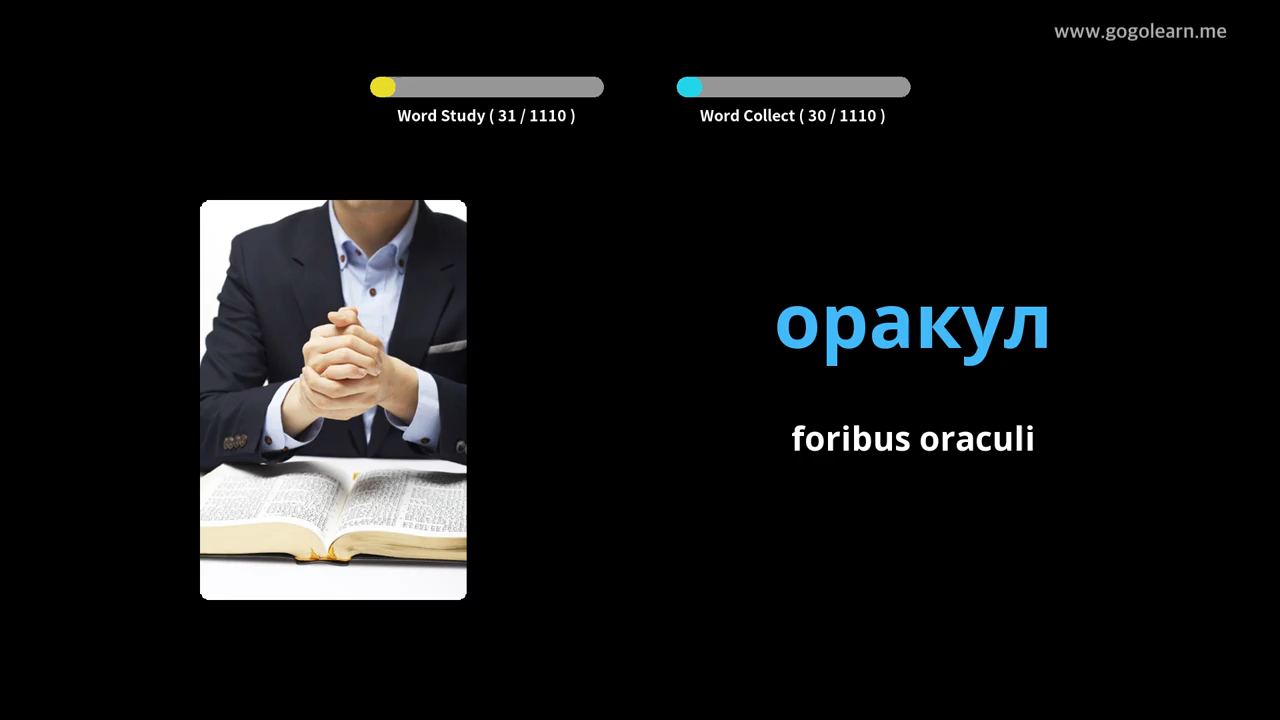 www.gogolearn.me
Word Study ( 31 / 1110 )
Word Collect ( 30 / 1110 )
оракул
foribus oraculi